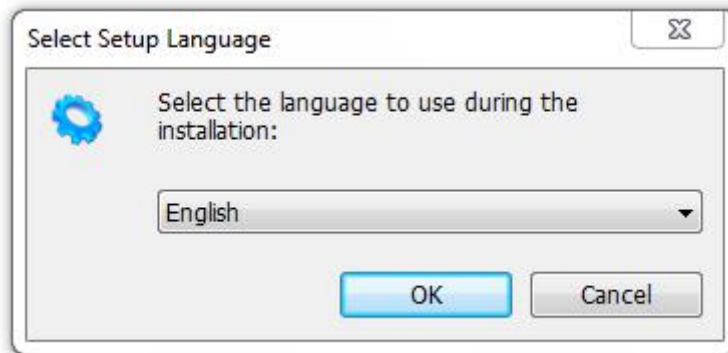 Select Setup Language
Select the language to use during the
installation:
English
OK
Cancel